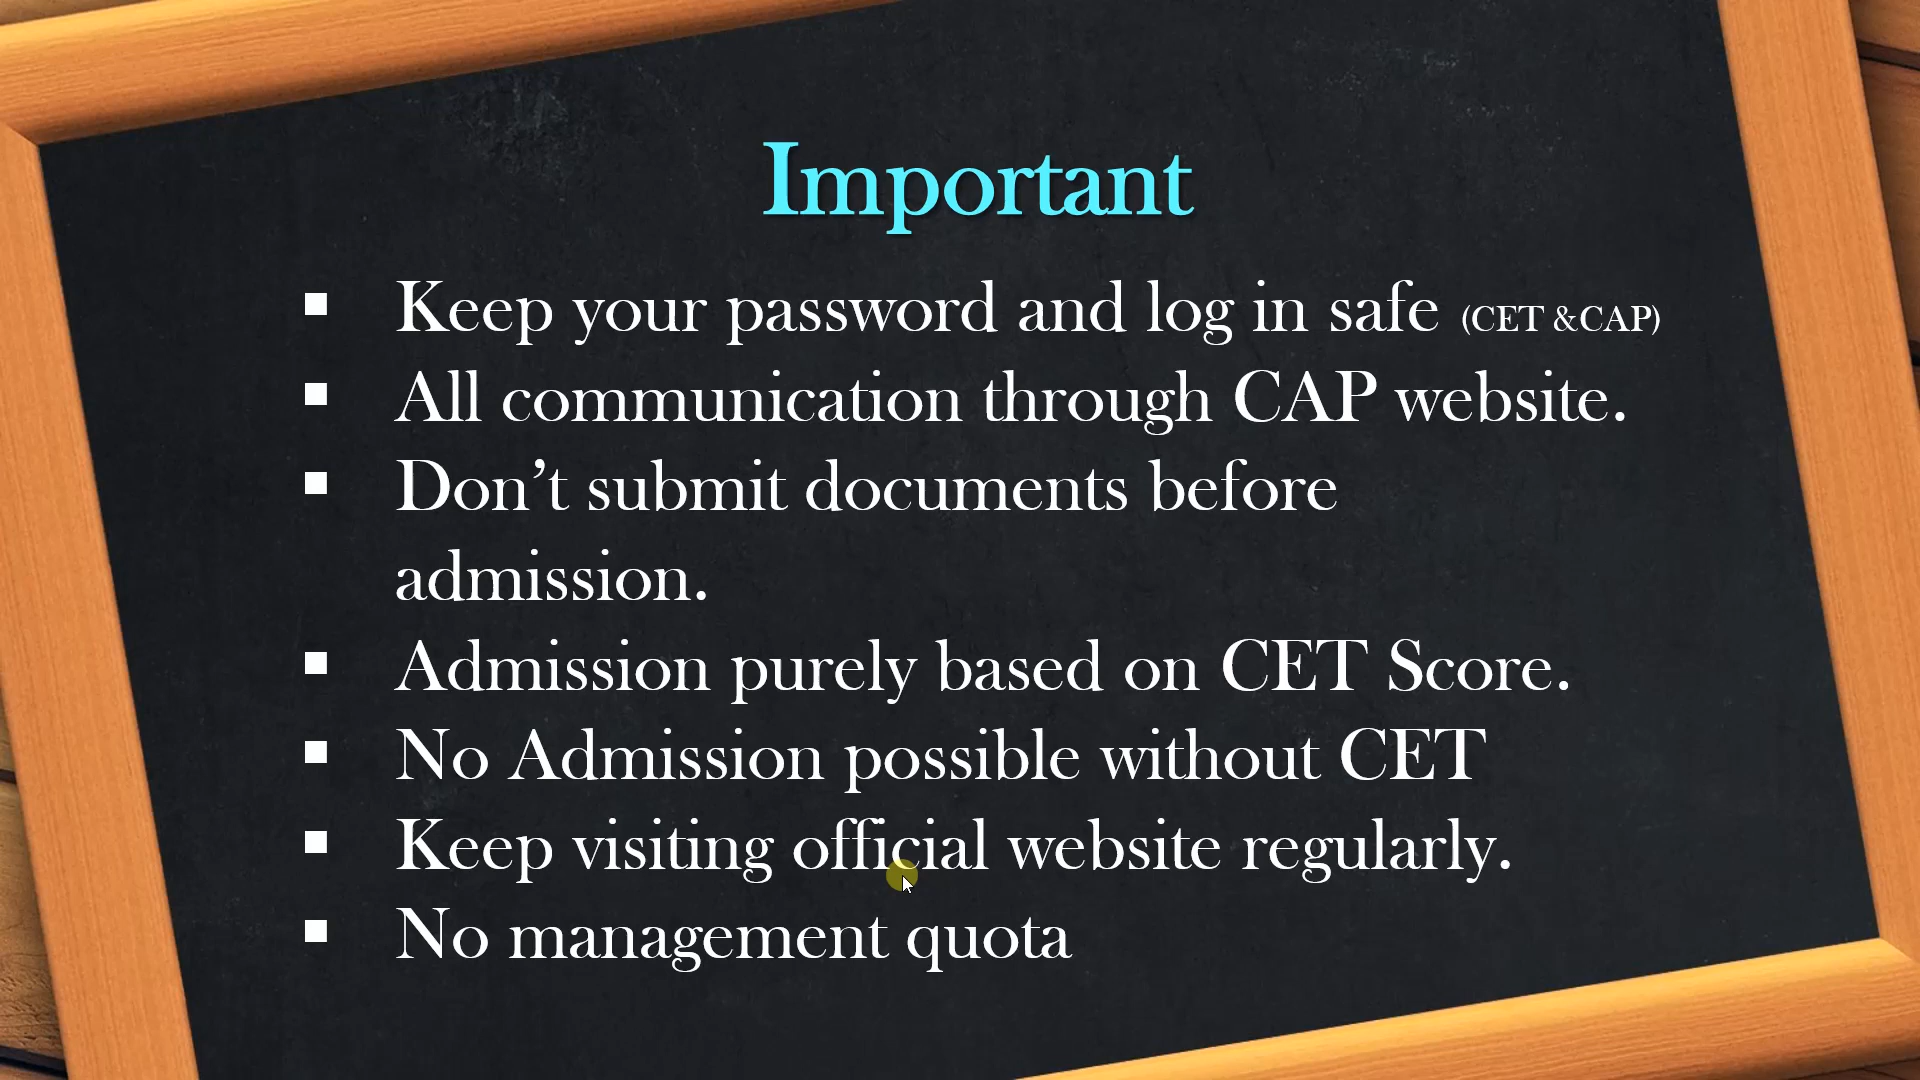 Important
▪ Keep your password and log in safe (CET &CAP)
▪ All communication through CAP website.
▪ Don’t submit documents before
admission.
▪ Admission purely based on CET Score.
▪ No Admission possible without CET
▪ Keep visiting official website regularly.
▪ No management quota